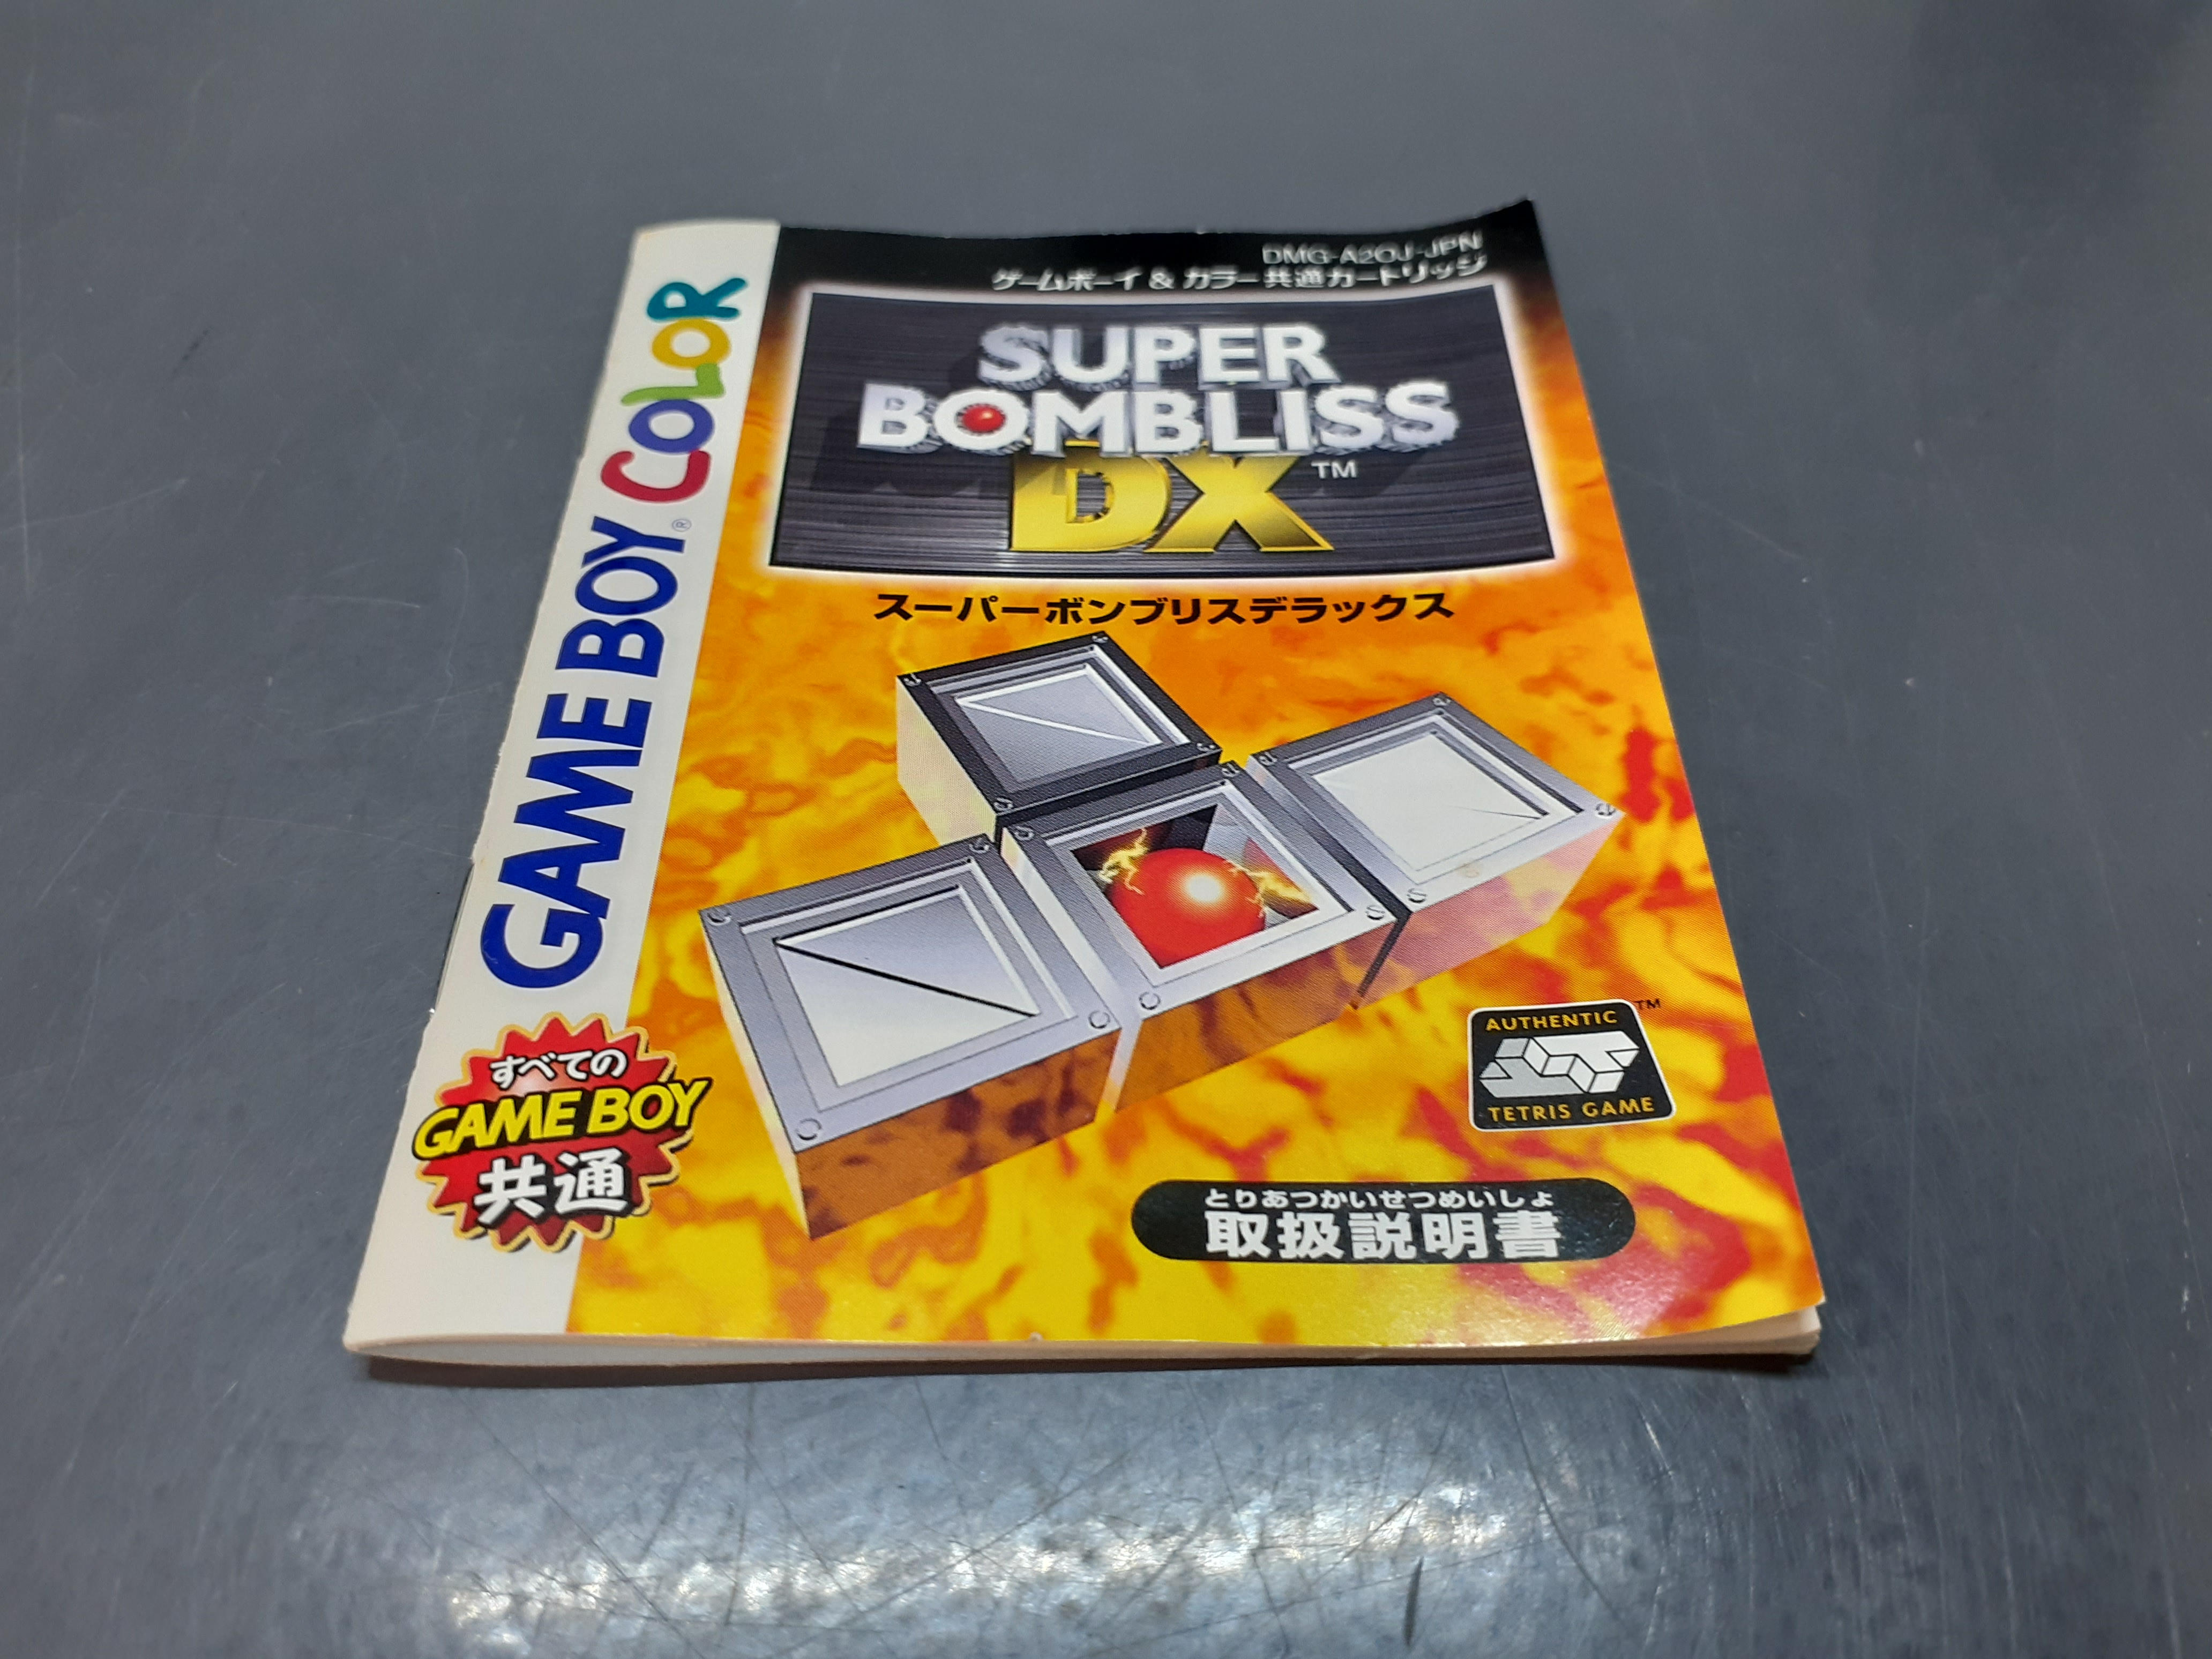 DMG-A2OJ-JPN
ゲームボーイ & カラー共通カートリッジ
SUPER
BOMBLISS
DX™
スーパーボンブリスデラックス
GAME BOY® COLOR
すべての
GAME BOY
共通
AUTHENTIC™
TETRIS GAME
とりあつかいせつめいしょ
取扱説明書